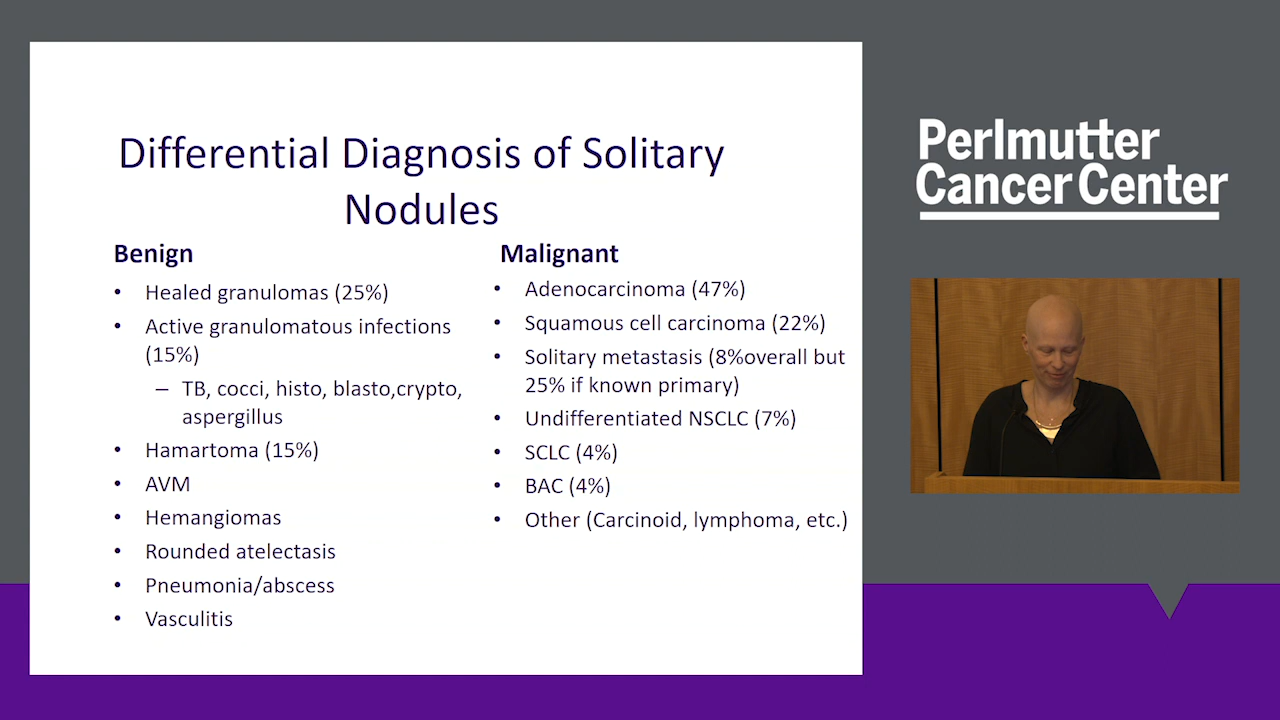 Differential Diagnosis of Solitary
Nodules
Benign
• Healed granulomas (25%)
• Active granulomatous infections
(15%)
– TB, cocci, histo, blasto,crypto,
aspergillus
• Hamartoma (15%)
• AVM
• Hemangiomas
• Rounded atelectasis
• Pneumonia/abscess
• Vasculitis
Malignant
• Adenocarcinoma (47%)
• Squamous cell carcinoma (22%)
• Solitary metastasis (8%overall but
25% if known primary)
• Undifferentiated NSCLC (7%)
• SCLC (4%)
• BAC (4%)
• Other (Carcinoid, lymphoma, etc.)
Perlmutter
Cancer Center